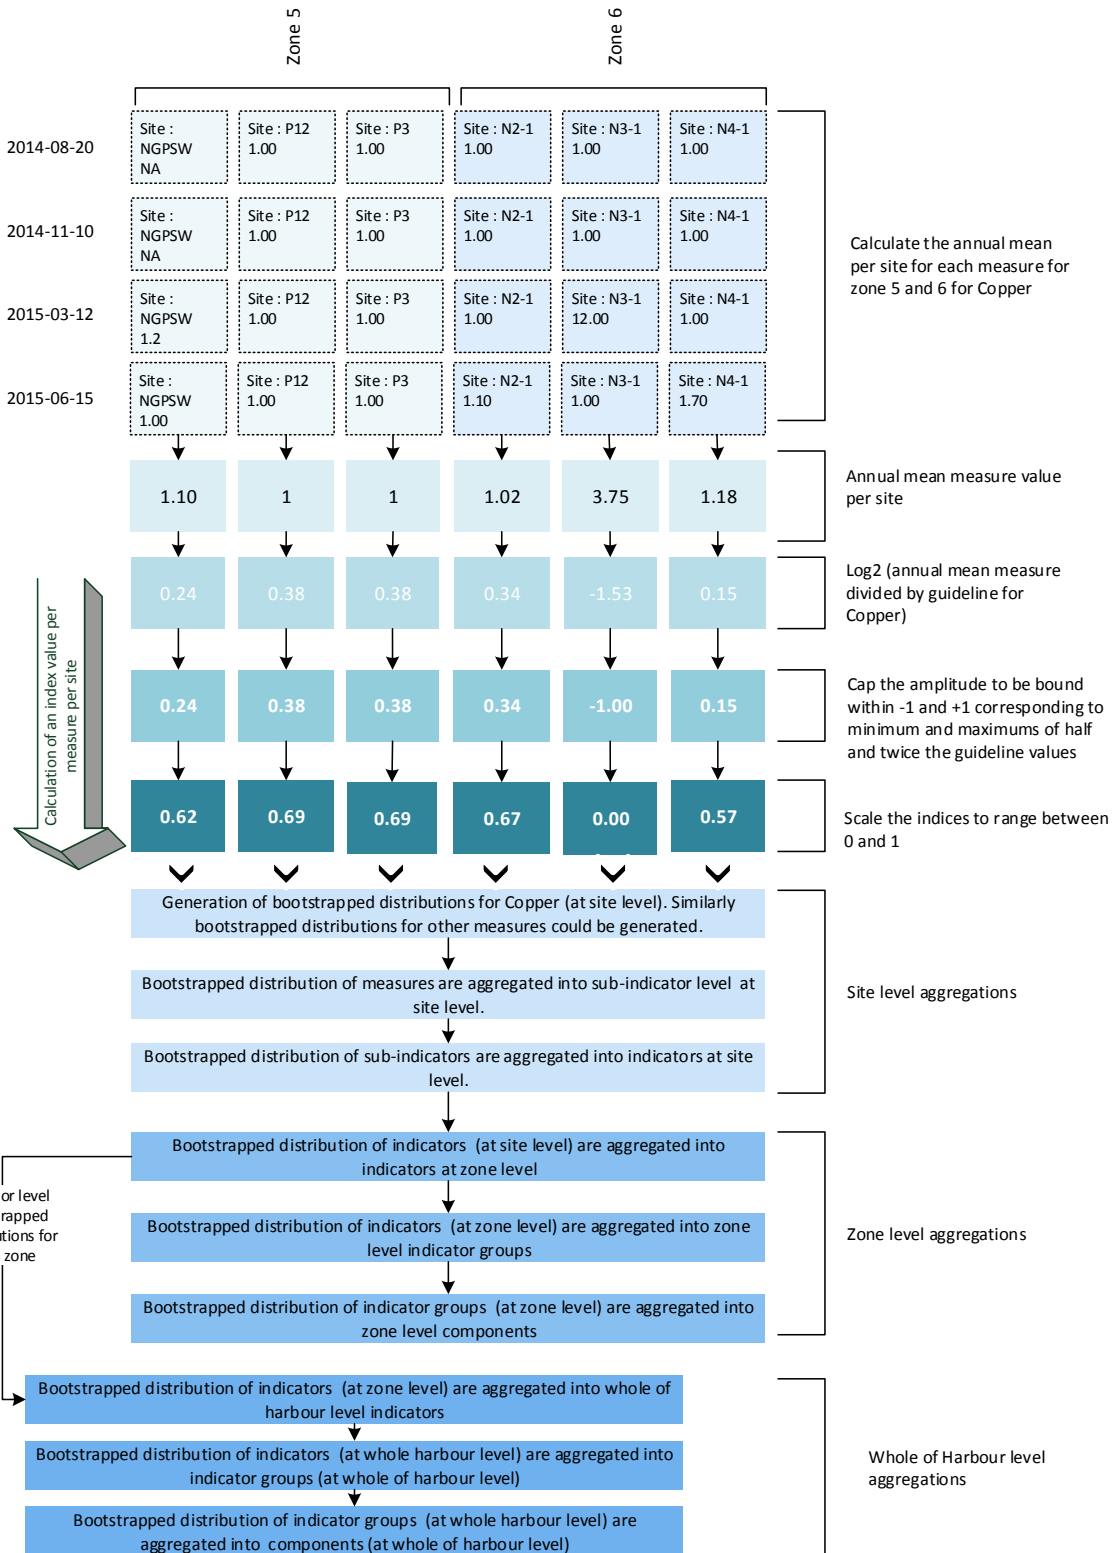 Zone 5
Zone 6
2014-08-20
Site :
NGPSW
NA
Site : P12
1.00
Site : P3
1.00
Site : N2-1
1.00
Site : N3-1
1.00
Site : N4-1
1.00
2014-11-10
Site :
NGPSW
NA
Site : P12
1.00
Site : P3
1.00
Site : N2-1
1.00
Site : N3-1
1.00
Site : N4-1
1.00
2015-03-12
Site :
NGPSW
1.2
Site : P12
1.00
Site : P3
1.00
Site : N2-1
1.00
Site : N3-1
12.00
Site : N4-1
1.00
2015-06-15
Site :
NGPSW
1.00
Site : P12
1.00
Site : P3
1.00
Site : N2-1
1.10
Site : N3-1
1.00
Site : N4-1
1.70
Calculate the annual mean
per site for each measure for
zone 5 and 6 for Copper
1.10
1
1
1.02
3.75
1.18
Annual mean measure value
per site
0.24
0.38
0.38
0.34
-1.53
0.15
Log2 (annual mean measure
divided by guideline for
Copper)
Calculation of an index value per
measure per site
0.24
0.38
0.38
0.34
-1.00
0.15
Cap the amplitude to be bound
within -1 and +1 corresponding to
minimum and maximums of half
and twice the guideline values
0.62
0.69
0.69
0.67
0.00
0.57
Scale the indices to range between
0 and 1
Generation of bootstrapped distributions for Copper (at site level). Similarly
bootstrapped distributions for other measures could be generated.
Bootstrapped distribution of measures are aggregated into sub-indicator level at
site level.
Bootstrapped distribution of sub-indicators are aggregated into indicators at site
level.
Site level aggregations
Bootstrapped distribution of indicators (at site level) are aggregated into
indicators at zone level
or level
rapped
tions for
zone
Bootstrapped distribution of indicators (at zone level) are aggregated into zone
level indicator groups
Bootstrapped distribution of indicator groups (at zone level) are aggregated into
zone level components
Zone level aggregations
Bootstrapped distribution of indicators (at zone level) are aggregated into whole of
harbour level indicators
Bootstrapped distribution of indicators (at whole harbour level) are aggregated into
indicator groups (at whole of harbour level)
Bootstrapped distribution of indicator groups (at whole harbour level) are
aggregated into components (at whole of harbour level)
Whole of Harbour level
aggregations